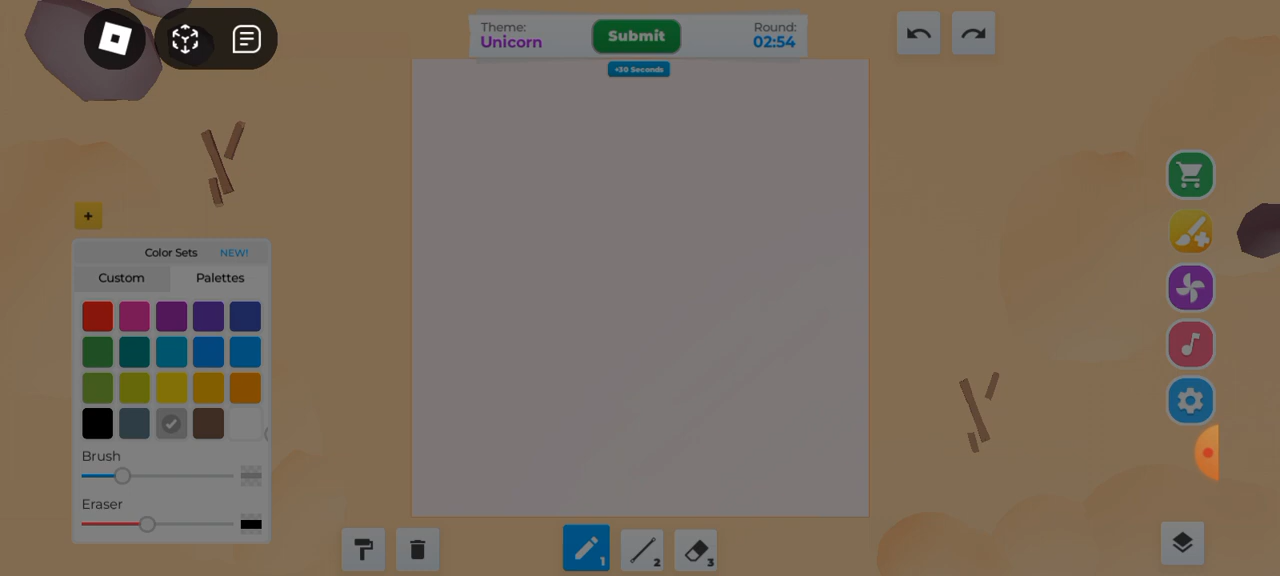 Theme:
Unicorn
Submit
Round:
02:54
+30 Seconds
+
Color Sets
NEW!
Custom
Palettes
Brush
Eraser
1
2
3